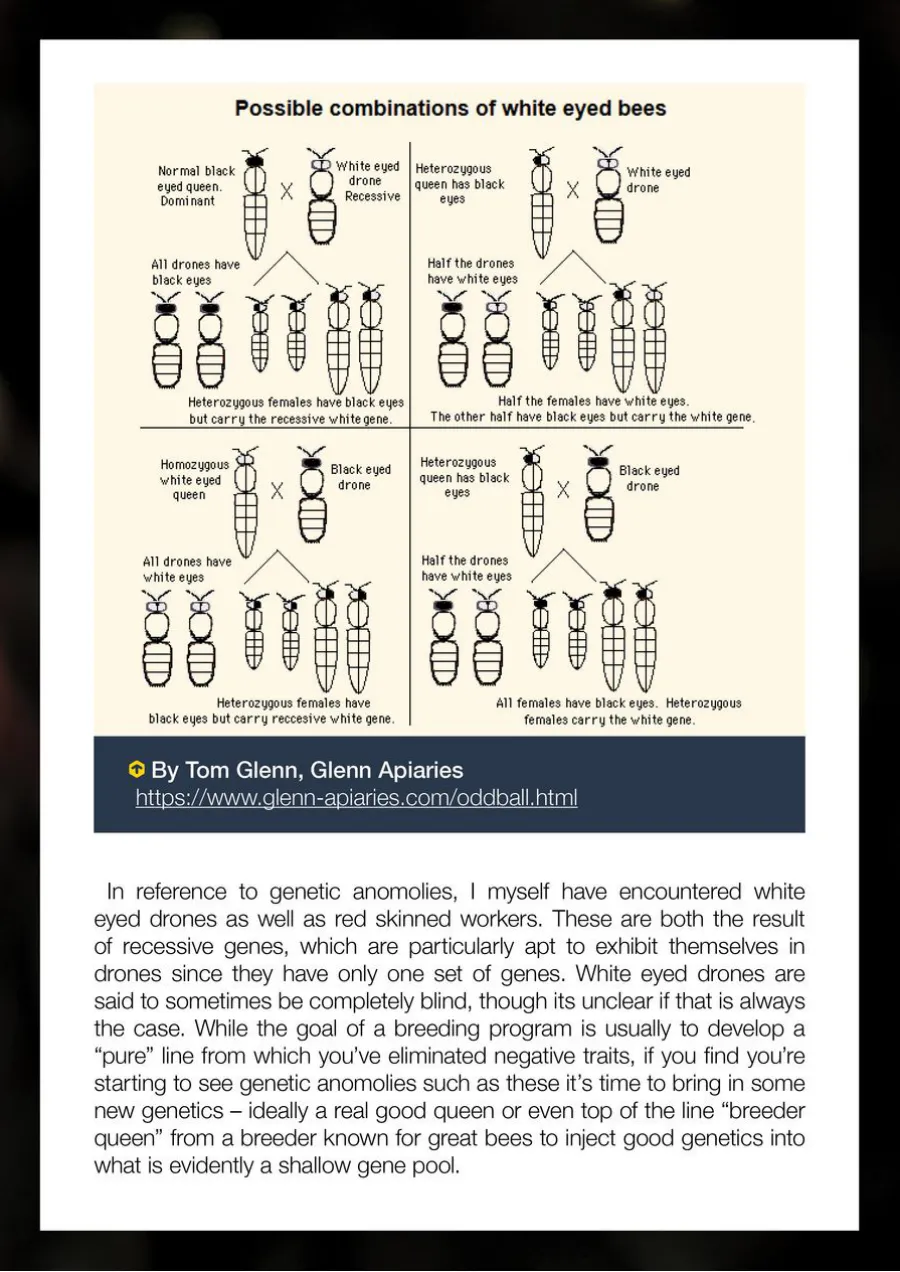 Possible combinations of white eyed bees
Normal black
eyed queen.
Dominant
X
White eyed
drone
Recessive
All drones have
black eyes
Heterozygous females have black eyes
but carry the recessive white gene.
Heterozygous
queen has black
eyes
X
White eyed
drone
Half the drones
have white eyes
Half the females have white eyes.
The other half have black eyes but carry the white gene.
Homozygous
white eyed
queen
X
Black eyed
drone
All drones have
white eyes
Heterozygous females have
black eyes but carry reccesive white gene.
Heterozygous
queen has black
eyes
X
Black eyed
drone
Half the drones
have white eyes
All females have black eyes. Heterozygous
females carry the white gene.
By Tom Glenn, Glenn Apiaries
https://www.glenn-apiaries.com/oddball.html
In reference to genetic anomolies, I myself have encountered white
eyed drones as well as red skinned workers. These are both the result
of recessive genes, which are particularly apt to exhibit themselves in
drones since they have only one set of genes. White eyed drones are
said to sometimes be completely blind, though its unclear if that is always
the case. While the goal of a breeding program is usually to develop a
“pure” line from which you’ve eliminated negative traits, if you find you’re
starting to see genetic anomolies such as these it’s time to bring in some
new genetics – ideally a real good queen or even top of the line “breeder
queen” from a breeder known for great bees to inject good genetics into
what is evidently a shallow gene pool.